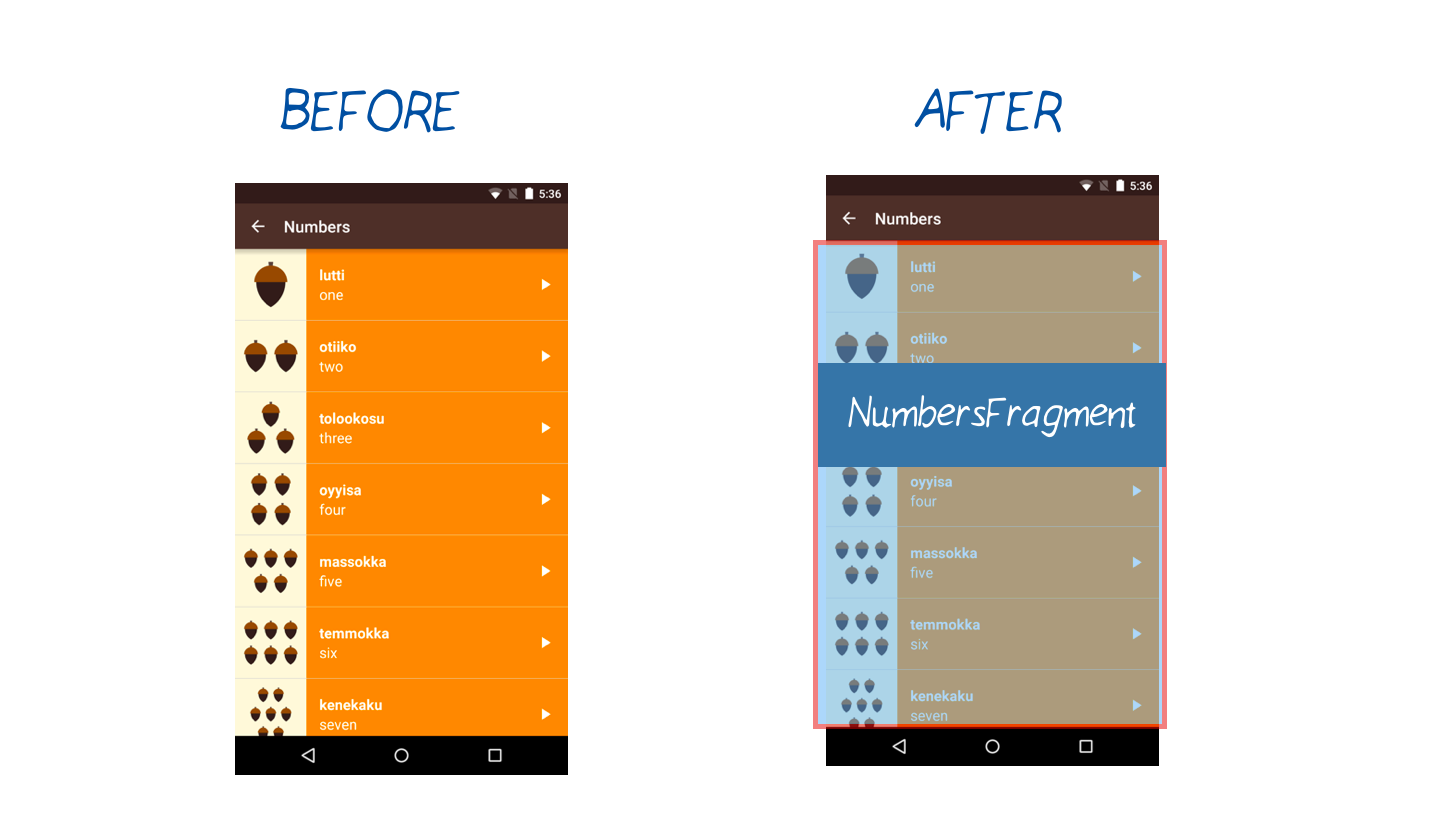 BEFORE
5:36
Numbers
lutti
one
otiiko
two
tolookosu
three
oyyisa
four
massokka
five
temmokka
six
kenekaku
seven
AFTER
5:36
Numbers
lutti
one
otiiko
two
NumbersFragment
oyyisa
four
massokka
five
temmokka
six
kenekaku
seven